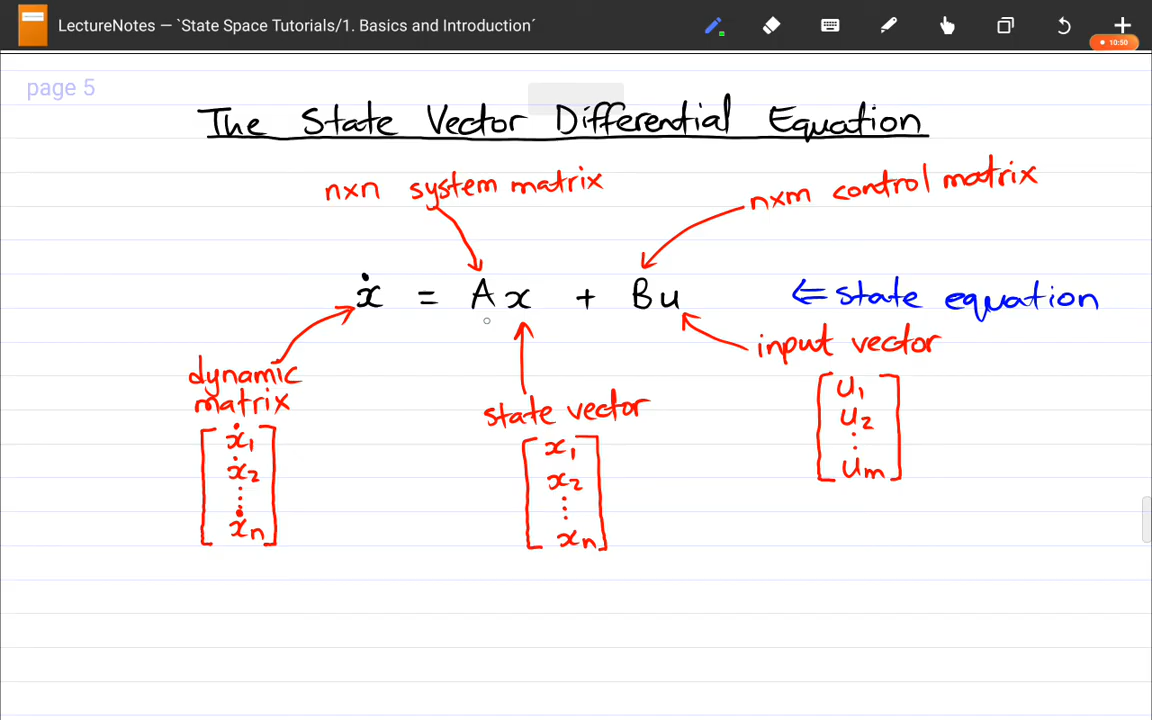 LectureNotes — `State Space Tutorials/1. Basics and Introduction´
10:50
page 5
The State Vector Differential Equation
nxn system matrix
nxm control matrix
ẋ = Ax + Bu
⇐ state equation
input vector
u₁
u₂
⋮
uₘ
dynamic
matrix
ẋ₁
ẋ₂
⋮
ẋₙ
state vector
x₁
x₂
⋮
xₙ